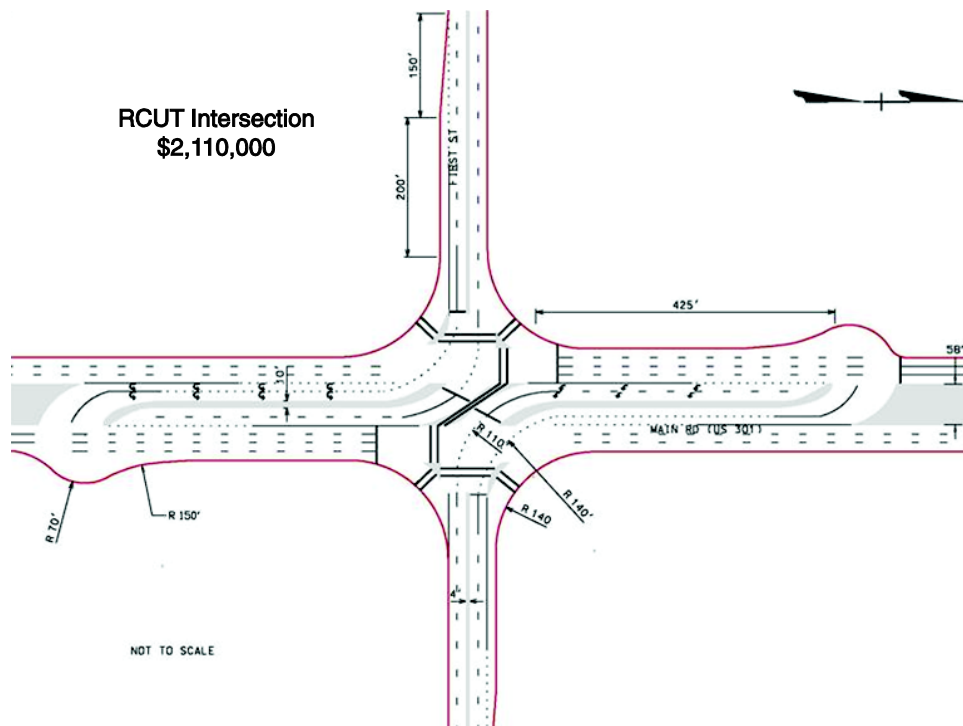 150'
RCUT Intersection
$2,110,000
FIRST ST
200'
425'
58'
10'
MAIN RD (US 301)
R 110'
R 140'
R 140
R 150'
R 70'
4'
NOT TO SCALE